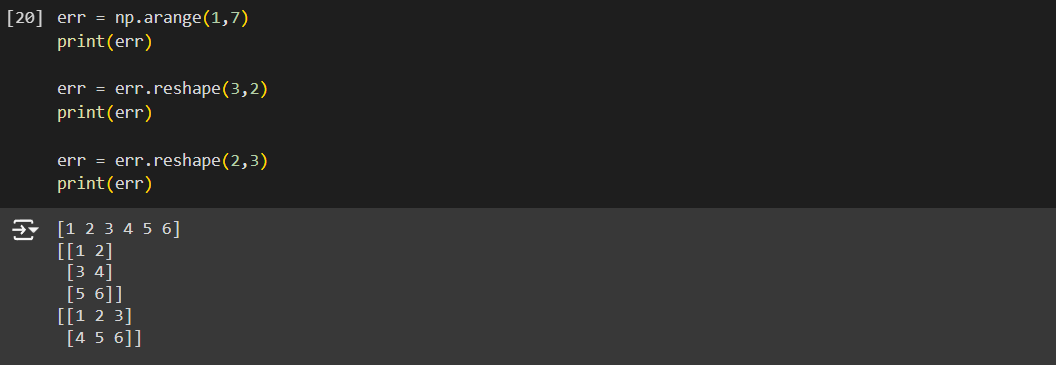 [20] err = np.arange(1,7)
print(err)
err = err.reshape(3,2)
print(err)
err = err.reshape(2,3)
print(err)
[1 2 3 4 5 6]
[[1 2]
 [3 4]
 [5 6]]
[[1 2 3]
 [4 5 6]]